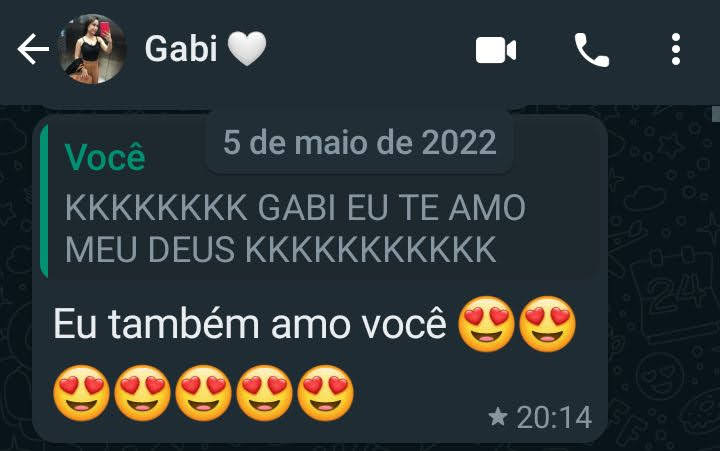 Gabi 🤍
5 de maio de 2022
Você
KKKKKKKK GABI EU TE AMO
MEU DEUS KKKKKKKKKKK
Eu também amo você 😍😍
😍😍😍😍😍
★ 20:14